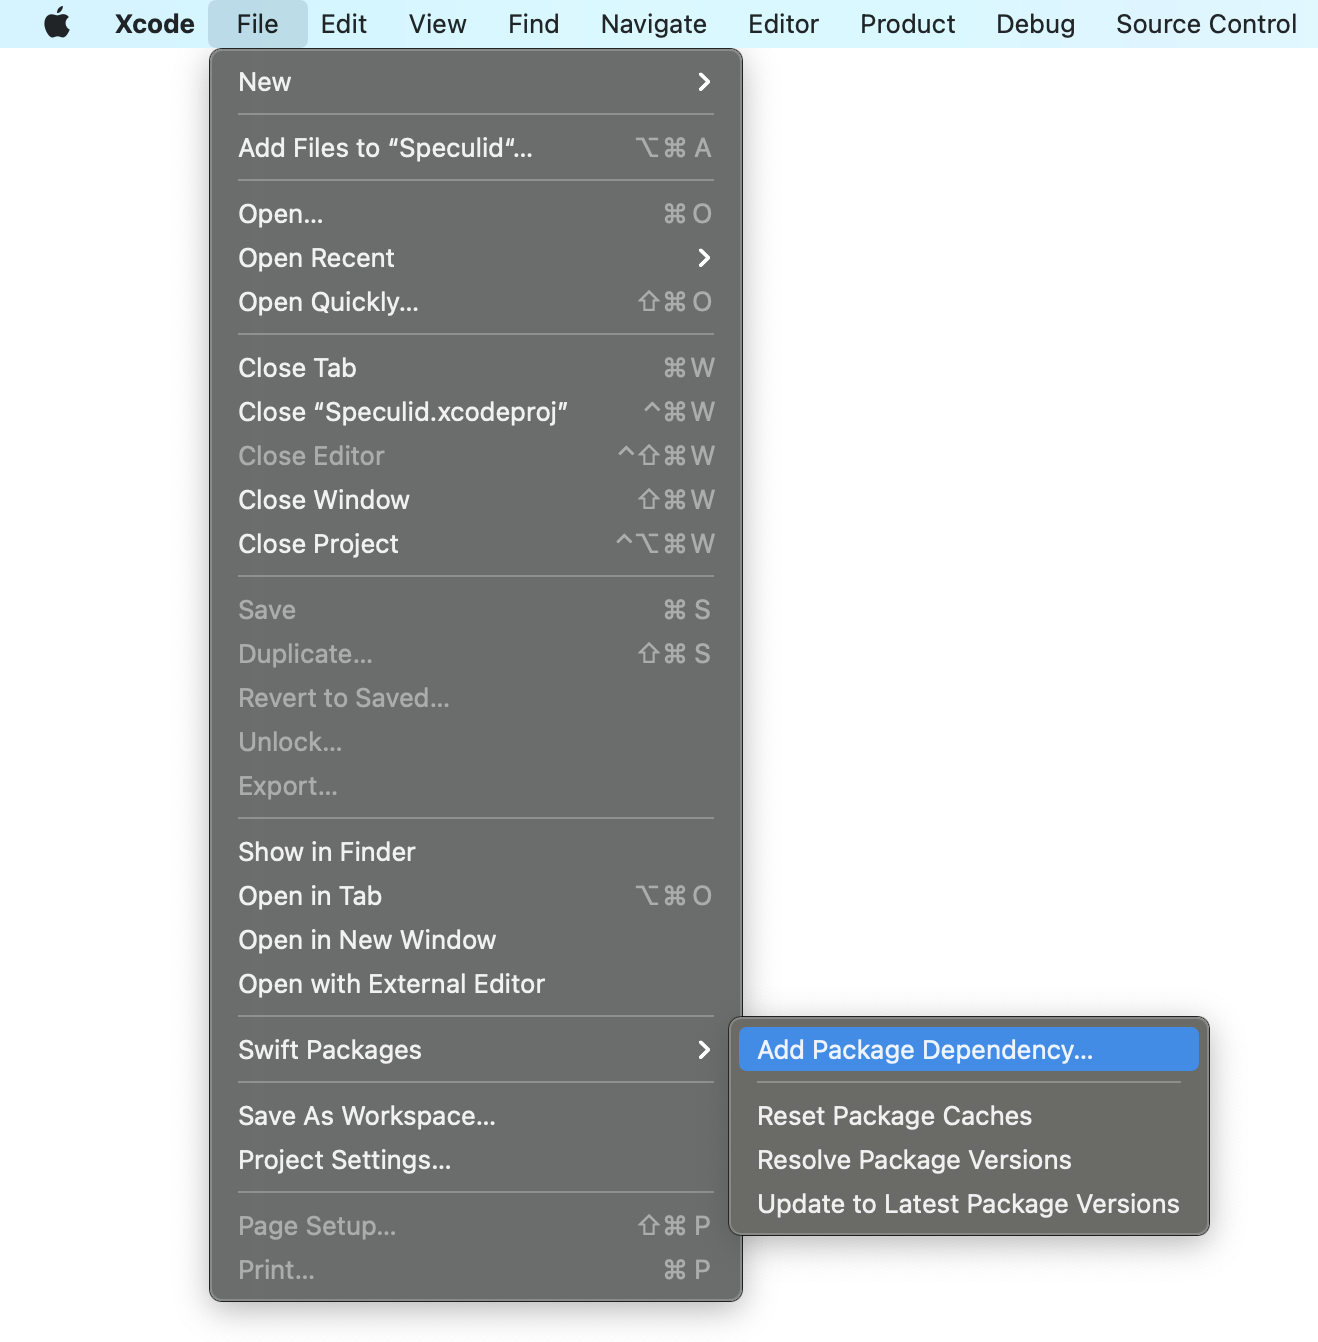 Xcode File Edit View Find Navigate Editor Product Debug Source Control
New
Add Files to “Speculid“... ⌥⌘ A
Open... ⌘ O
Open Recent
Open Quickly... ⇧⌘ O
Close Tab ⌘ W
Close “Speculid.xcodeproj” ^⌘ W
Close Editor ^⇧⌘ W
Close Window ⇧⌘ W
Close Project ^⌥⌘ W
Save ⌘ S
Duplicate... ⇧⌘ S
Revert to Saved...
Unlock...
Export...
Show in Finder
Open in Tab ⌥⌘ O
Open in New Window
Open with External Editor
Swift Packages
Add Package Dependency...
Reset Package Caches
Resolve Package Versions
Update to Latest Package Versions
Save As Workspace...
Project Settings...
Page Setup... ⇧⌘ P
Print... ⌘ P